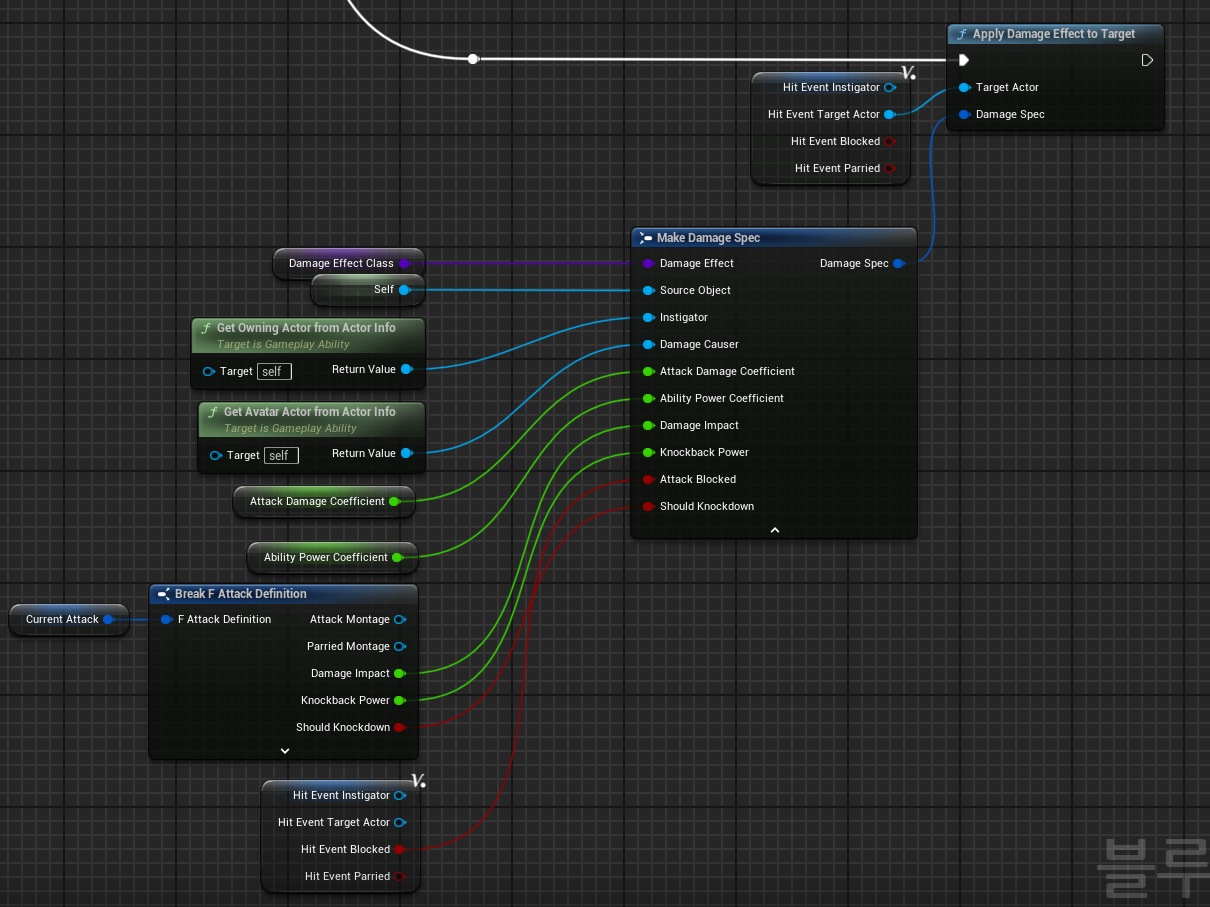 f Apply Damage Effect to Target
Target Actor
Damage Spec
V.
Hit Event Instigator
Hit Event Target Actor
Hit Event Blocked
Hit Event Parried
Make Damage Spec
Damage Effect Damage Spec
Source Object
Instigator
Damage Causer
Attack Damage Coefficient
Ability Power Coefficient
Damage Impact
Knockback Power
Attack Blocked
Should Knockdown
Damage Effect Class
Self
f Get Owning Actor from Actor Info
Target is Gameplay Ability
Target self Return Value
f Get Avatar Actor from Actor Info
Target is Gameplay Ability
Target self Return Value
Attack Damage Coefficient
Ability Power Coefficient
Current Attack
Break F Attack Definition
F Attack Definition Attack Montage
Parried Montage
Damage Impact
Knockback Power
Should Knockdown
V.
Hit Event Instigator
Hit Event Target Actor
Hit Event Blocked
Hit Event Parried
블루